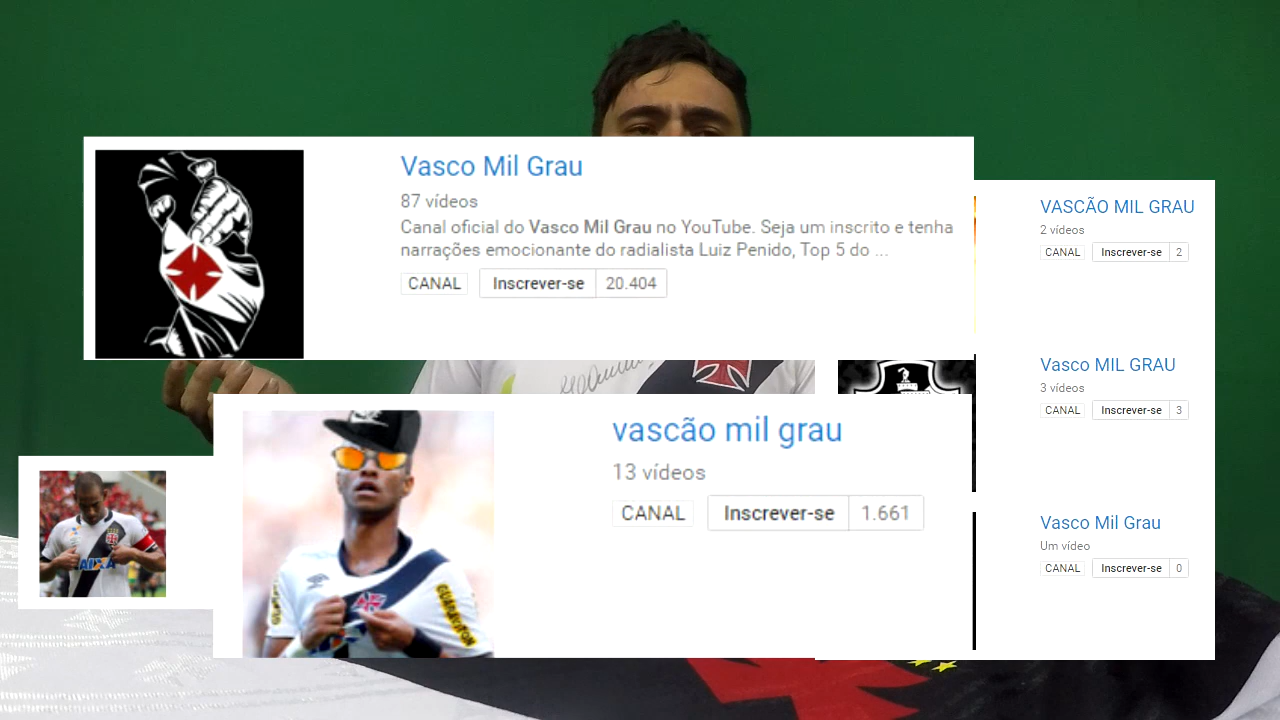 Vasco Mil Grau
87 vídeos
Canal oficial do Vasco Mil Grau no YouTube. Seja um inscrito e tenha
narrações emocionante do radialista Luiz Penido, Top 5 do ...
CANAL Inscrever-se 20.404
VASCÃO MIL GRAU
2 vídeos
CANAL Inscrever-se 2
Vasco MIL GRAU
3 vídeos
CANAL Inscrever-se 3
vascão mil grau
13 vídeos
CANAL Inscrever-se 1.661
CAIXA
GUARAVITON
Vasco Mil Grau
Um vídeo
CANAL Inscrever-se 0